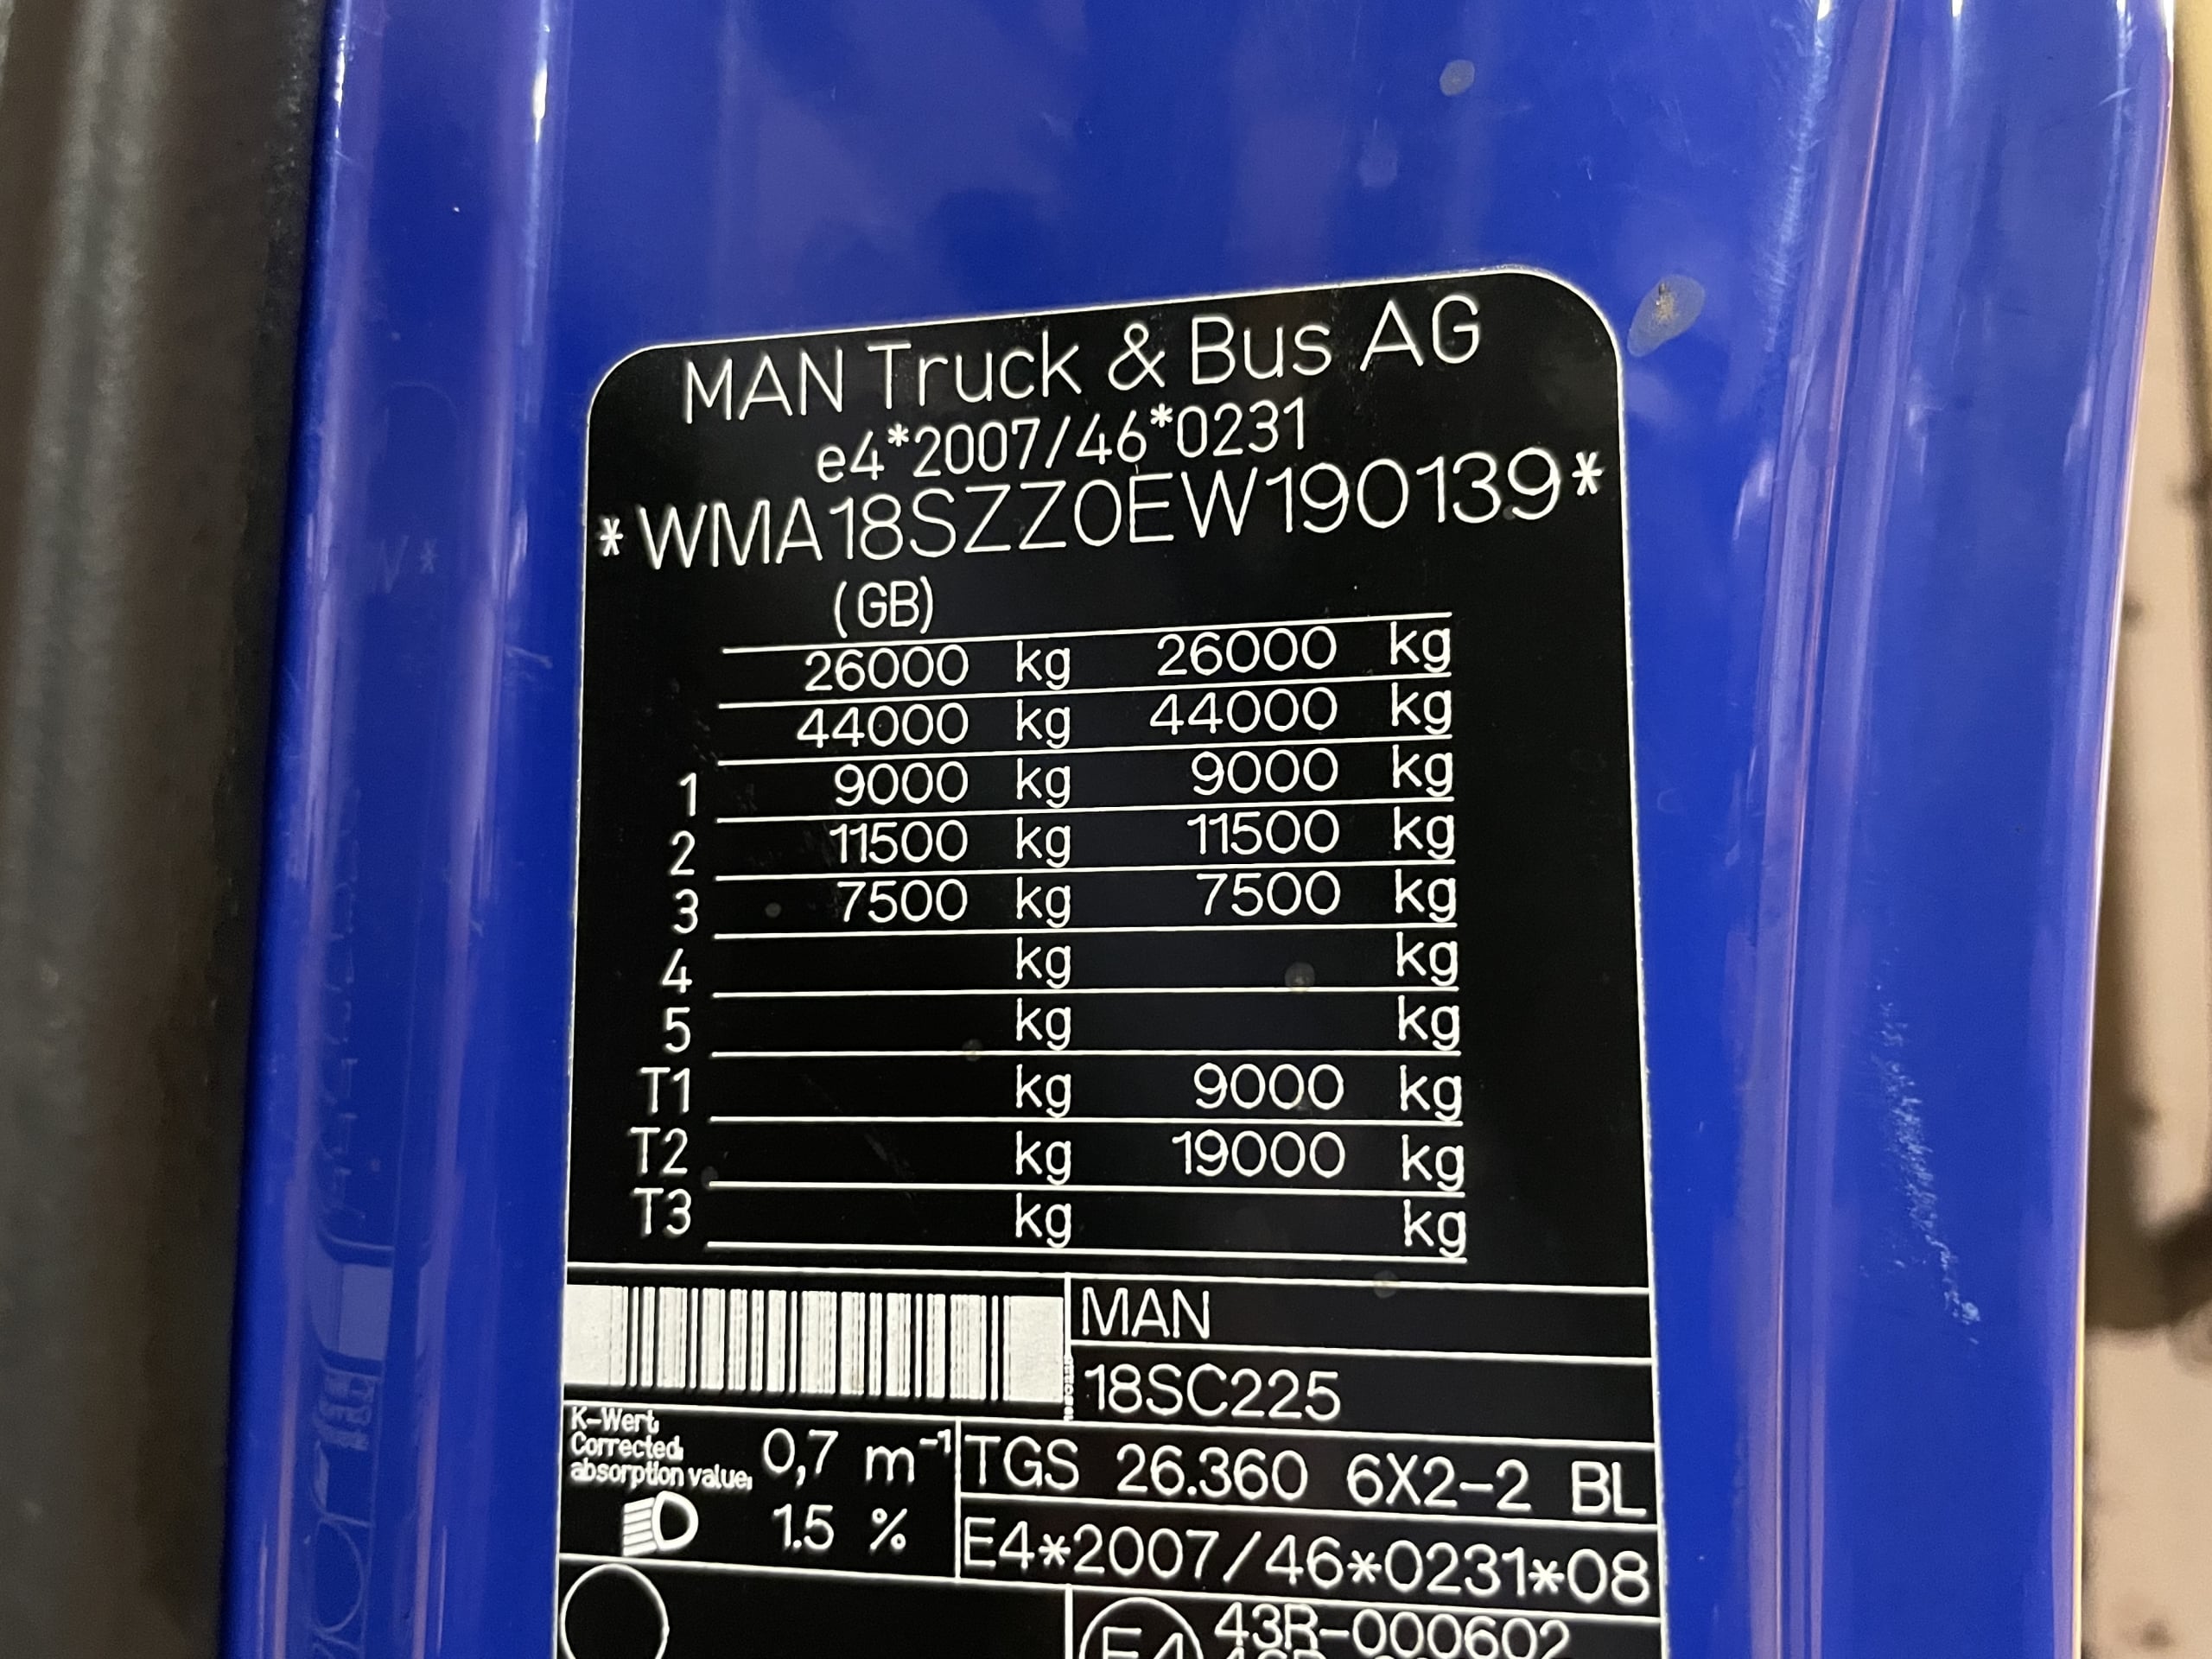 MAN Truck & Bus AG
e4*2007/46*0231
*WMA18SZZ0EW190139*
(GB)
26000 kg 26000 kg
44000 kg 44000 kg
1 9000 kg 9000 kg
2 11500 kg 11500 kg
3 7500 kg 7500 kg
4 kg kg
5 kg kg
T1 kg 9000 kg
T2 kg 19000 kg
T3 kg kg
MAN
18SC225
K-Wert,
Corrected,
absorption value,
0,7 m⁻¹
1.5 %
TGS 26.360 6X2-2 BL
E4*2007/46*0231*08
E4
43R-000602